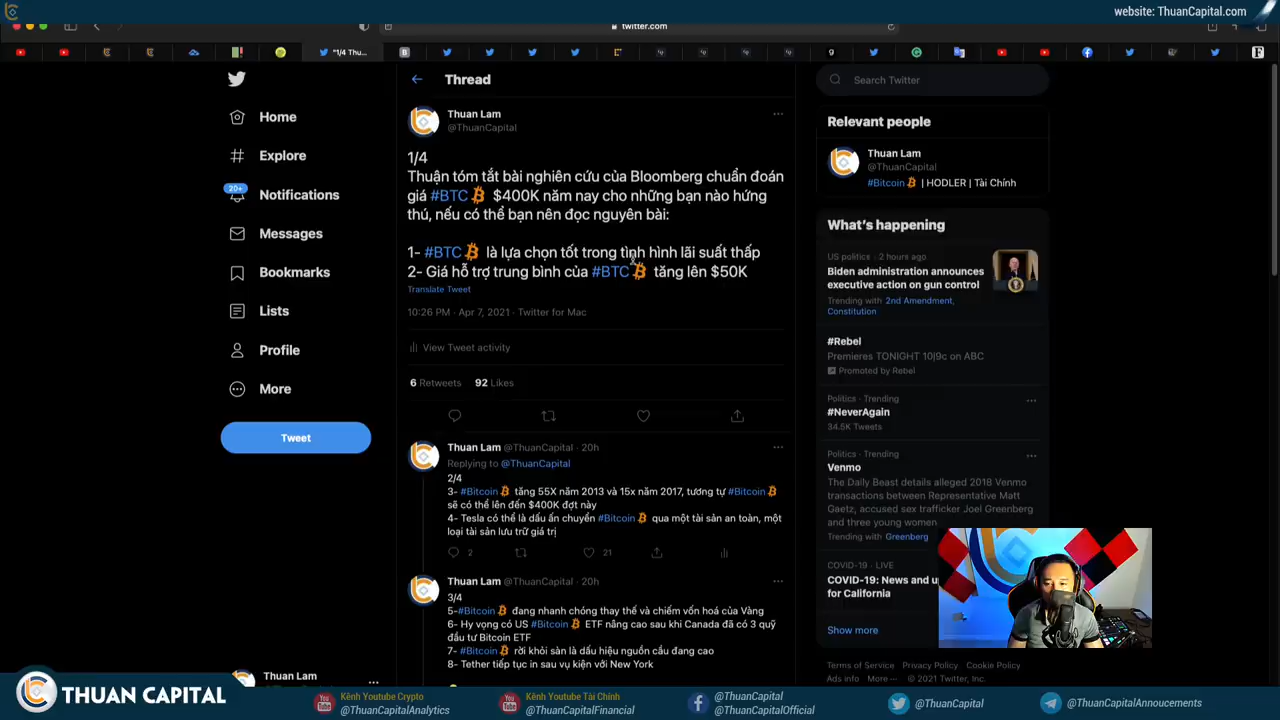 website: ThuanCapital.com
twitter.com
"1/4 Thu...
Home
Explore
20+
Notifications
Messages
Bookmarks
Lists
Profile
More
Tweet
Thuan Lam
Thread
Thuan Lam
@ThuanCapital
1/4
Thuận tóm tắt bài nghiên cứu của Bloomberg chuẩn đoán
giá #BTC $400K năm nay cho những bạn nào hứng
thú, nếu có thể bạn nên đọc nguyên bài:
1- #BTC là lựa chọn tốt trong tình hình lãi suất thấp
2- Giá hỗ trợ trung bình của #BTC tăng lên $50K
Translate Tweet
10:26 PM · Apr 7, 2021 · Twitter for Mac
View Tweet activity
6 Retweets 92 Likes
Thuan Lam @ThuanCapital · 20h
Replying to @ThuanCapital
2/4
3- #Bitcoin tăng 55X năm 2013 và 15x năm 2017, tương tự #Bitcoin
sẽ có thể lên đến $400K đợt này
4- Tesla có thể là dấu ấn chuyển #Bitcoin qua một tài sản an toàn, một
loại tài sản lưu trữ giá trị
2 21
Thuan Lam @ThuanCapital · 20h
3/4
5-#Bitcoin đang nhanh chóng thay thế và chiếm vốn hoá của Vàng
6- Hy vọng có US #Bitcoin ETF nâng cao sau khi Canada đã có 3 quỹ
đầu tư Bitcoin ETF
7- #Bitcoin rời khỏi sàn là dấu hiệu nguồn cầu đang cao
8- Tether tiếp tục in sau vụ kiện với New York
Search Twitter
Relevant people
Thuan Lam
@ThuanCapital
#Bitcoin | HODLER | Tài Chính
What's happening
US politics · 2 hours ago
Biden administration announces
executive action on gun control
Trending with 2nd Amendment,
Constitution
#Rebel
Premieres TONIGHT 10|9c on ABC
Promoted by Rebel
Politics · Trending
#NeverAgain
34.5K Tweets
Politics · Trending
Venmo
The Daily Beast details alleged 2018 Venmo
transactions between Representative Matt
Gaetz, accused sex trafficker Joel Greenberg
and three young women
Trending with Greenberg
COVID-19 · LIVE
COVID-19: News and
for California
Show more
Terms of Service Privacy Policy Cookie Policy
Ads info More © 2021 Twitter, Inc.
THUAN CAPITAL
Kênh Youtube Crypto
@ThuanCapitalAnalytics
Kênh Youtube Tài Chính
@ThuanCapitalFinancial
@ThuanCapital
@ThuanCapitalOfficial
@ThuanCapital
@ThuanCapitalAnnoucements